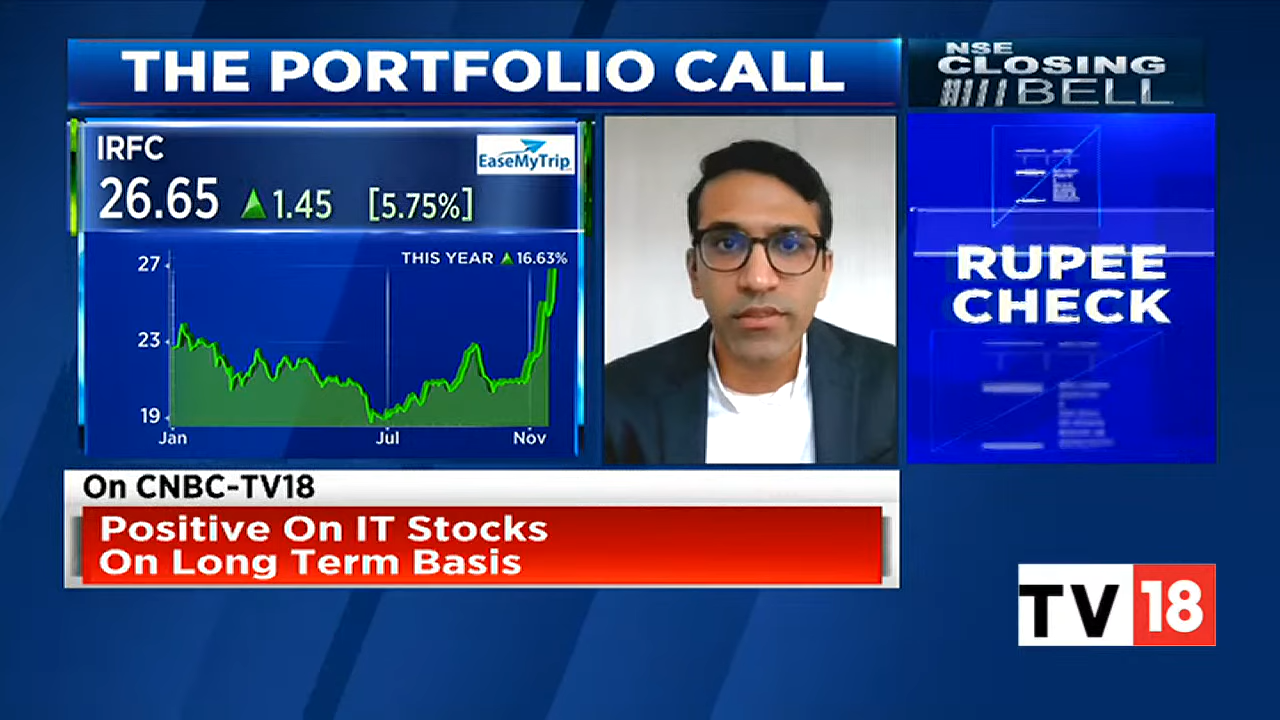 THE PORTFOLIO CALL
NSE
CLOSING
BELL
IRFC
EaseMyTrip
26.65 ▲ 1.45 [5.75%]
THIS YEAR ▲ 16.63%
27
23
19
Jan
Jul
Nov
RUPEE
CHECK
On CNBC-TV18
Positive On IT Stocks
On Long Term Basis
TV18